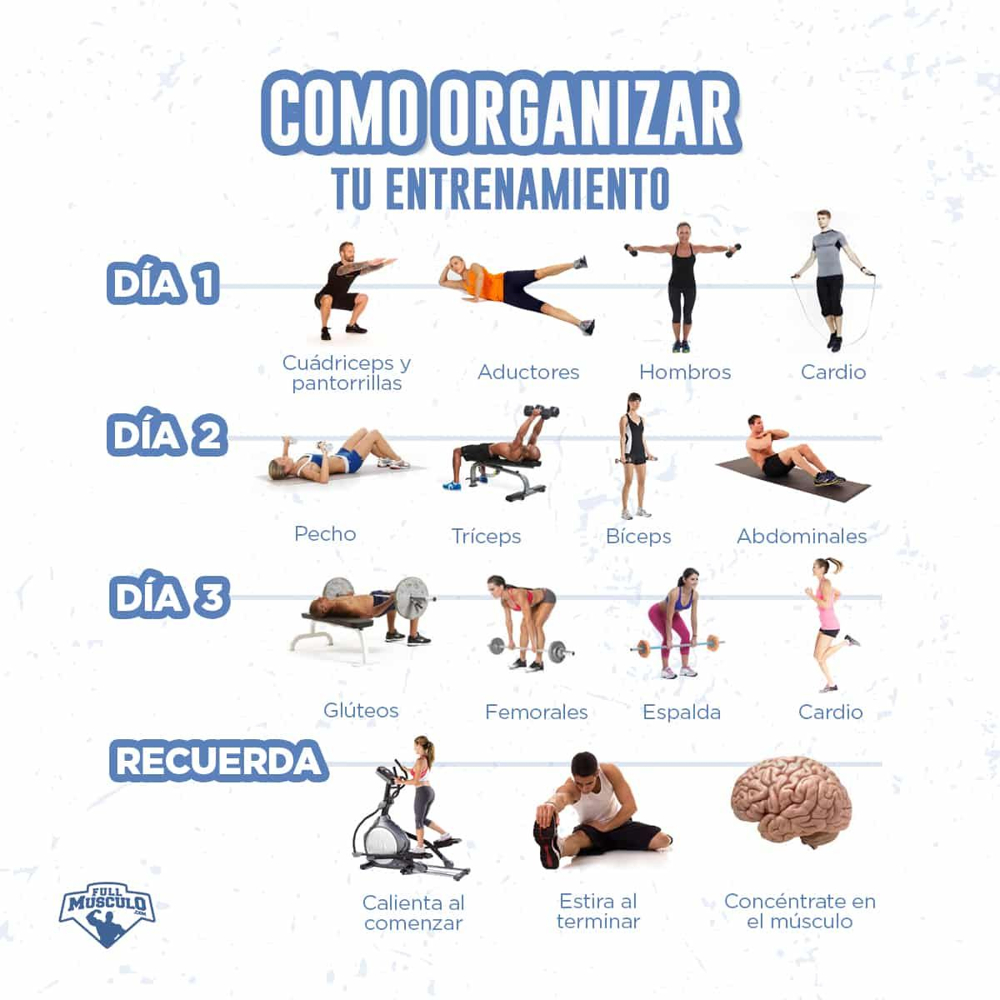 COMO ORGANIZAR
TU ENTRENAMIENTO
DÍA 1
Cuádriceps y
pantorrillas
Aductores
Hombros
Cardio
DÍA 2
Pecho
Tríceps
Bíceps
Abdominales
DÍA 3
Glúteos
Femorales
Espalda
Cardio
RECUERDA
Calienta al
comenzar
Estira al
terminar
Concéntrate en
el músculo
FULL
MUSCULO
.COM